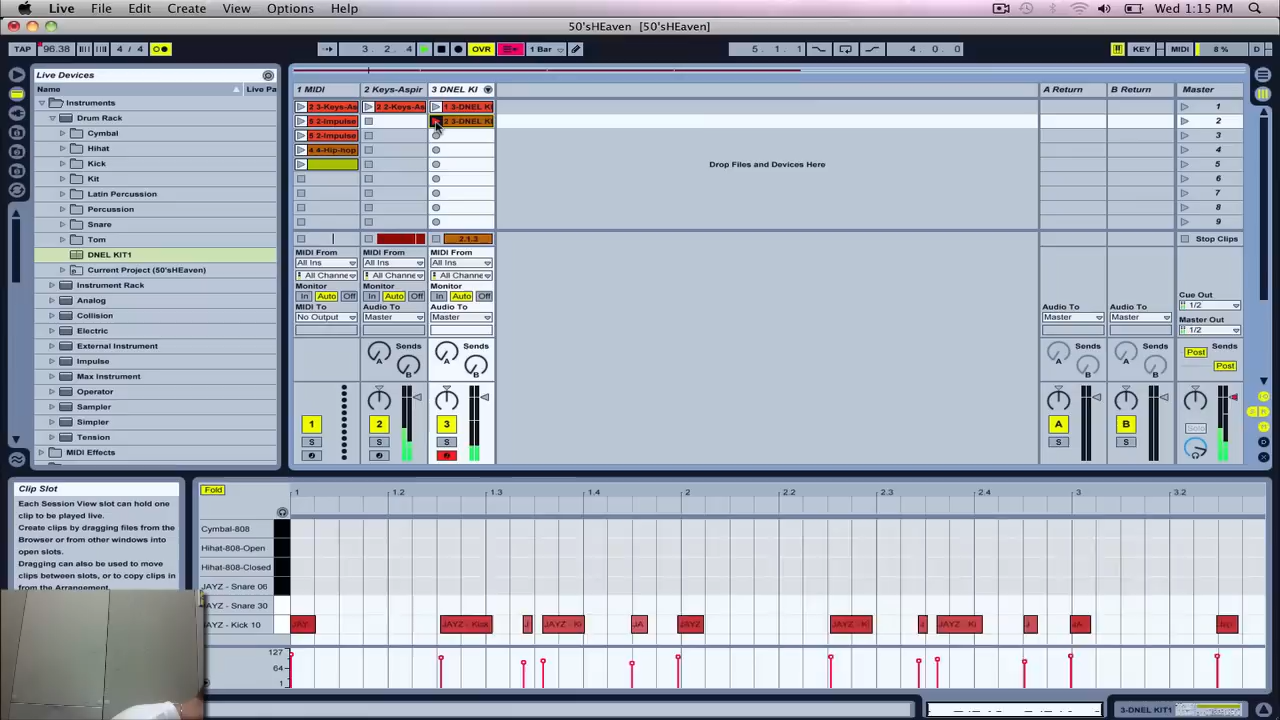 Live File Edit Create View Options Help Wed 1:15 PM
50'sHEaven [50'sHEaven]
TAP 96.38 4 / 4 3. 2. 4 OVR 1 Bar 5. 1. 1 4. 0. 0 KEY MIDI 8 % D
Live Devices
Name Live Pa
Instruments
Drum Rack
Cymbal
Hihat
Kick
Kit
Latin Percussion
Percussion
Snare
Tom
DNEL KIT1
Current Project (50'sHEaven)
Instrument Rack
Analog
Collision
Electric
External Instrument
Impulse
Max Instrument
Operator
Sampler
Simpler
Tension
MIDI Effects
1 MIDI 2 Keys-Aspir 3 DNEL KI A Return B Return Master
2 3-Keys-As 2 2-Keys-As 1 3-DNEL KI 1
5 2-Impulse 2 3-DNEL KI 2
5 2-Impulse 3
4 4-Hip-hop 4
Drop Files and Devices Here 5
6
7
8
9
2.1.3 Stop Clips
MIDI From MIDI From MIDI From
All Ins All Ins All Ins
All Channe All Channe All Channe
Monitor Monitor Monitor Cue Out
In Auto Off In Auto Off In Auto Off 1/2
MIDI To Audio To Audio To Audio To Audio To Master Out
No Output Master Master Master Master 1/2
Sends Sends Sends Sends Sends
A A A A Post
B B B B Post
1 2 3 A B Solo
S S S S S
Clip Slot
Each Session View slot can hold one
clip to be played live.
Create clips by dragging files from the
Browser or from other windows into
open slots.
Dragging can also be used to move
clips between slots, or to copy clips in
from the Arrangement.
Fold 1 1.2 1.3 1.4 2 2.2 2.3 2.4 3 3.2
Cymbal-808
Hihat-808-Open
Hihat-808-Closed
JAYZ - Snare 06
JAYZ - Snare 30
JAYZ - Kick 10 JAY JAYZ - Kick J JAYZ - Ki JA JAYZ JAYZ - Ki JAYZ - Ki J
127
64
1
3-DNEL KIT1